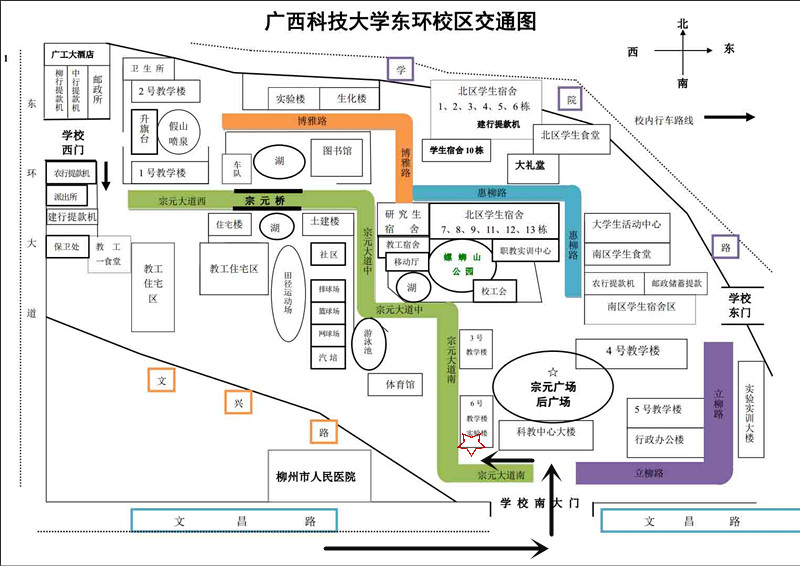 广西科技大学东环校区交通图
北
西
东
南
校内行车路线
1
广工大酒店
柳行提款机
中行提款机
邮政所
卫生所
2号教学楼
升旗台
假山
喷泉
1号教学楼
实验楼
生化楼
博雅路
博雅路
学
院
路
北区学生宿舍
1、2、3、4、5、6栋
建行提款机
学生宿舍10栋
北区学生食堂
大礼堂
东环大道
学校
西门
农行提款机
派出所
建行提款机
保卫处
教工
一食堂
车队
湖
图书馆
宗元大道西
宗元桥
惠柳路
惠柳路
住宅楼
湖
土建楼
宗元大道中
研究生
宿舍
教工宿舍
移动厅
湖
北区学生宿舍
7、8、9、11、12、13栋
螺蛳山
公园
职教实训中心
校工会
大学生活动中心
南区学生食堂
农行提款机
邮政储蓄提款
南区学生宿舍区
学校
东门
教工
住宅
区
教工住宅区
田径运动场
社区
排球场
篮球场
网球场
汽培
游泳池
宗元大道中
体育馆
宗元大道南
3号
教学楼
6号
教学楼
实验楼
☆
宗元广场
后广场
科教中心大楼
4号教学楼
5号教学楼
行政办公楼
立柳路
实验实训大楼
文
兴
路
柳州市人民医院
宗元大道南
立柳路
学校南大门
文昌路
文昌路